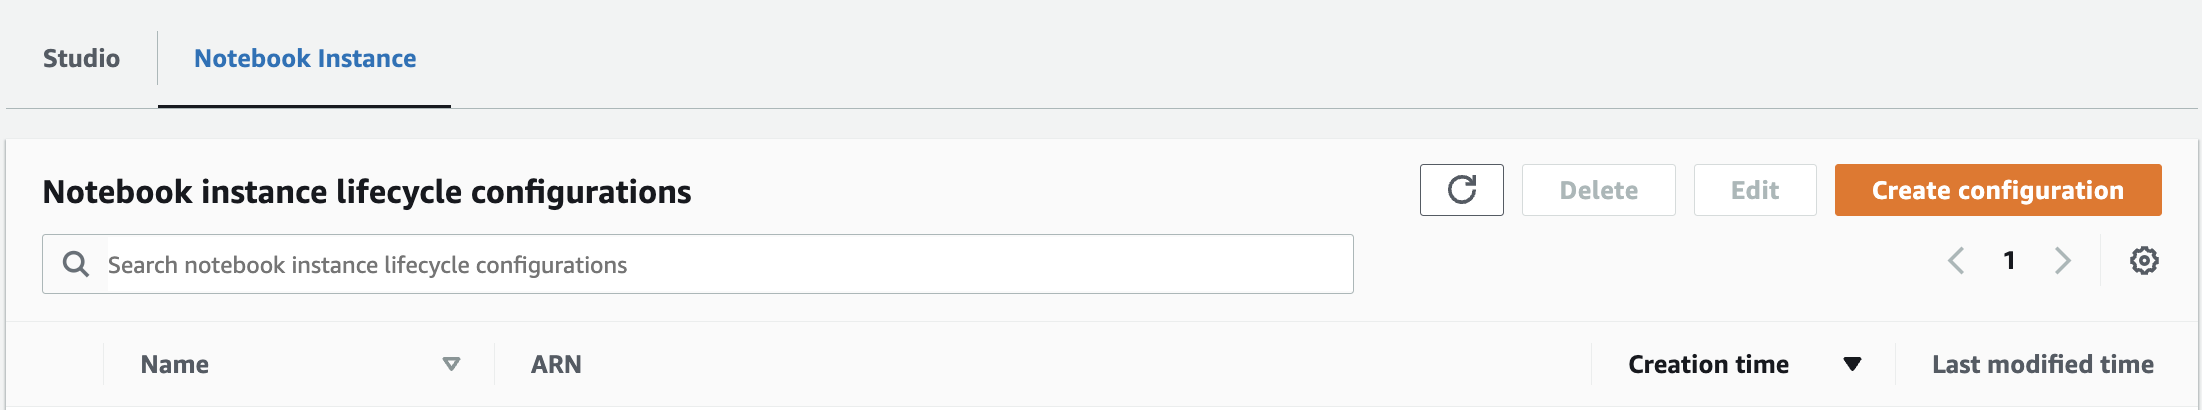 Studio
Notebook Instance
Notebook instance lifecycle configurations
Delete
Edit
Create configuration
Search notebook instance lifecycle configurations
1
Name
ARN
Creation time
Last modified time